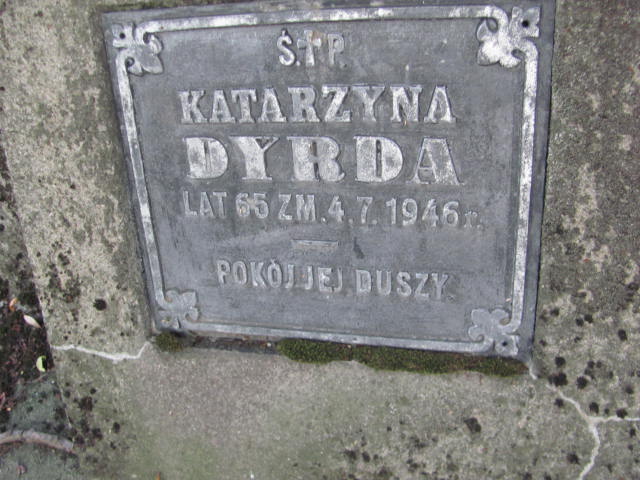 Ś.†P.
KATARZYNA
DYRDA
LAT 65 ZM. 4.7.1946 r.
POKÓJ JEJ DUSZY.